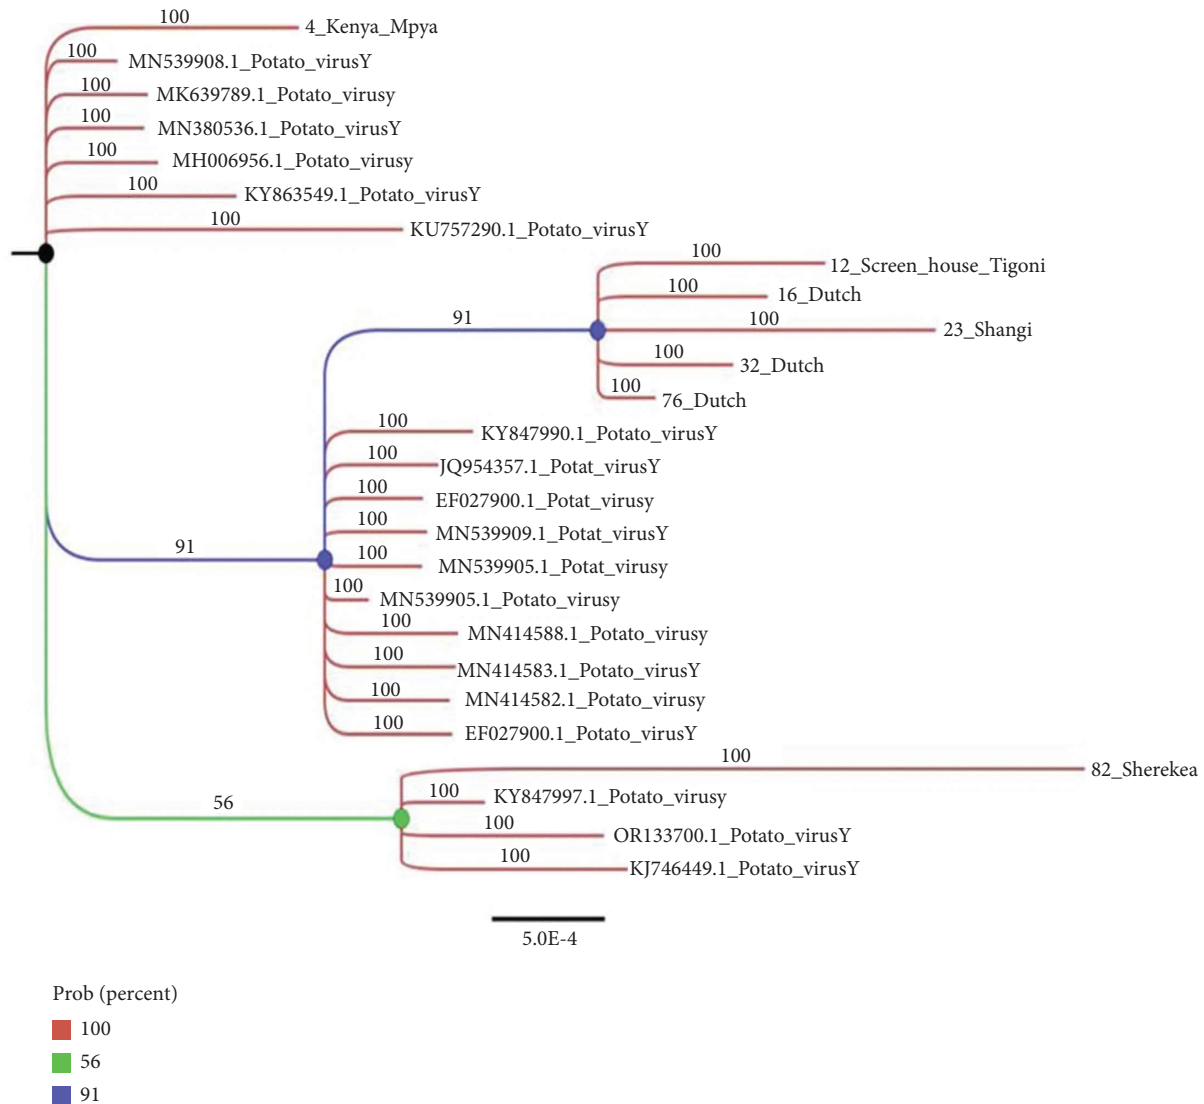 100
4_Kenya_Mpya
100
MN539908.1_Potato_virusY
100
MK639789.1_Potato_virusy
100
MN380536.1_Potato_virusY
100
MH006956.1_Potato_virusy
100
KY863549.1_Potato_virusY
100
KU757290.1_Potato_virusY
100
12_Screen_house_Tigoni
100
16_Dutch
91
100
23_Shangi
100
32_Dutch
100
76_Dutch
100
KY847990.1_Potato_virusY
100
JQ954357.1_Potat_virusY
100
EF027900.1_Potat_virusy
100
MN539909.1_Potat_virusY
91
100
MN539905.1_Potat_virusy
100
MN539905.1_Potato_virusy
100
MN414588.1_Potato_virusy
100
MN414583.1_Potato_virusY
100
MN414582.1_Potato_virusy
100
EF027900.1_Potato_virusY
100
82_Sherekea
56
100
KY847997.1_Potato_virusy
100
OR133700.1_Potato_virusY
100
KJ746449.1_Potato_virusY
5.0E-4
Prob (percent)
100
56
91